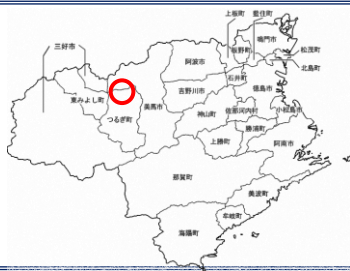 上板町
藍住町
三好市
鳴門市
阿波市
板野町
松茂町
北島町
石井町
東みよし町
美馬市
吉野川市
徳島市
つるぎ町
神山町
佐那河内村
小松島市
勝浦町
上勝町
阿南市
那賀町
美波町
牟岐町
海陽町